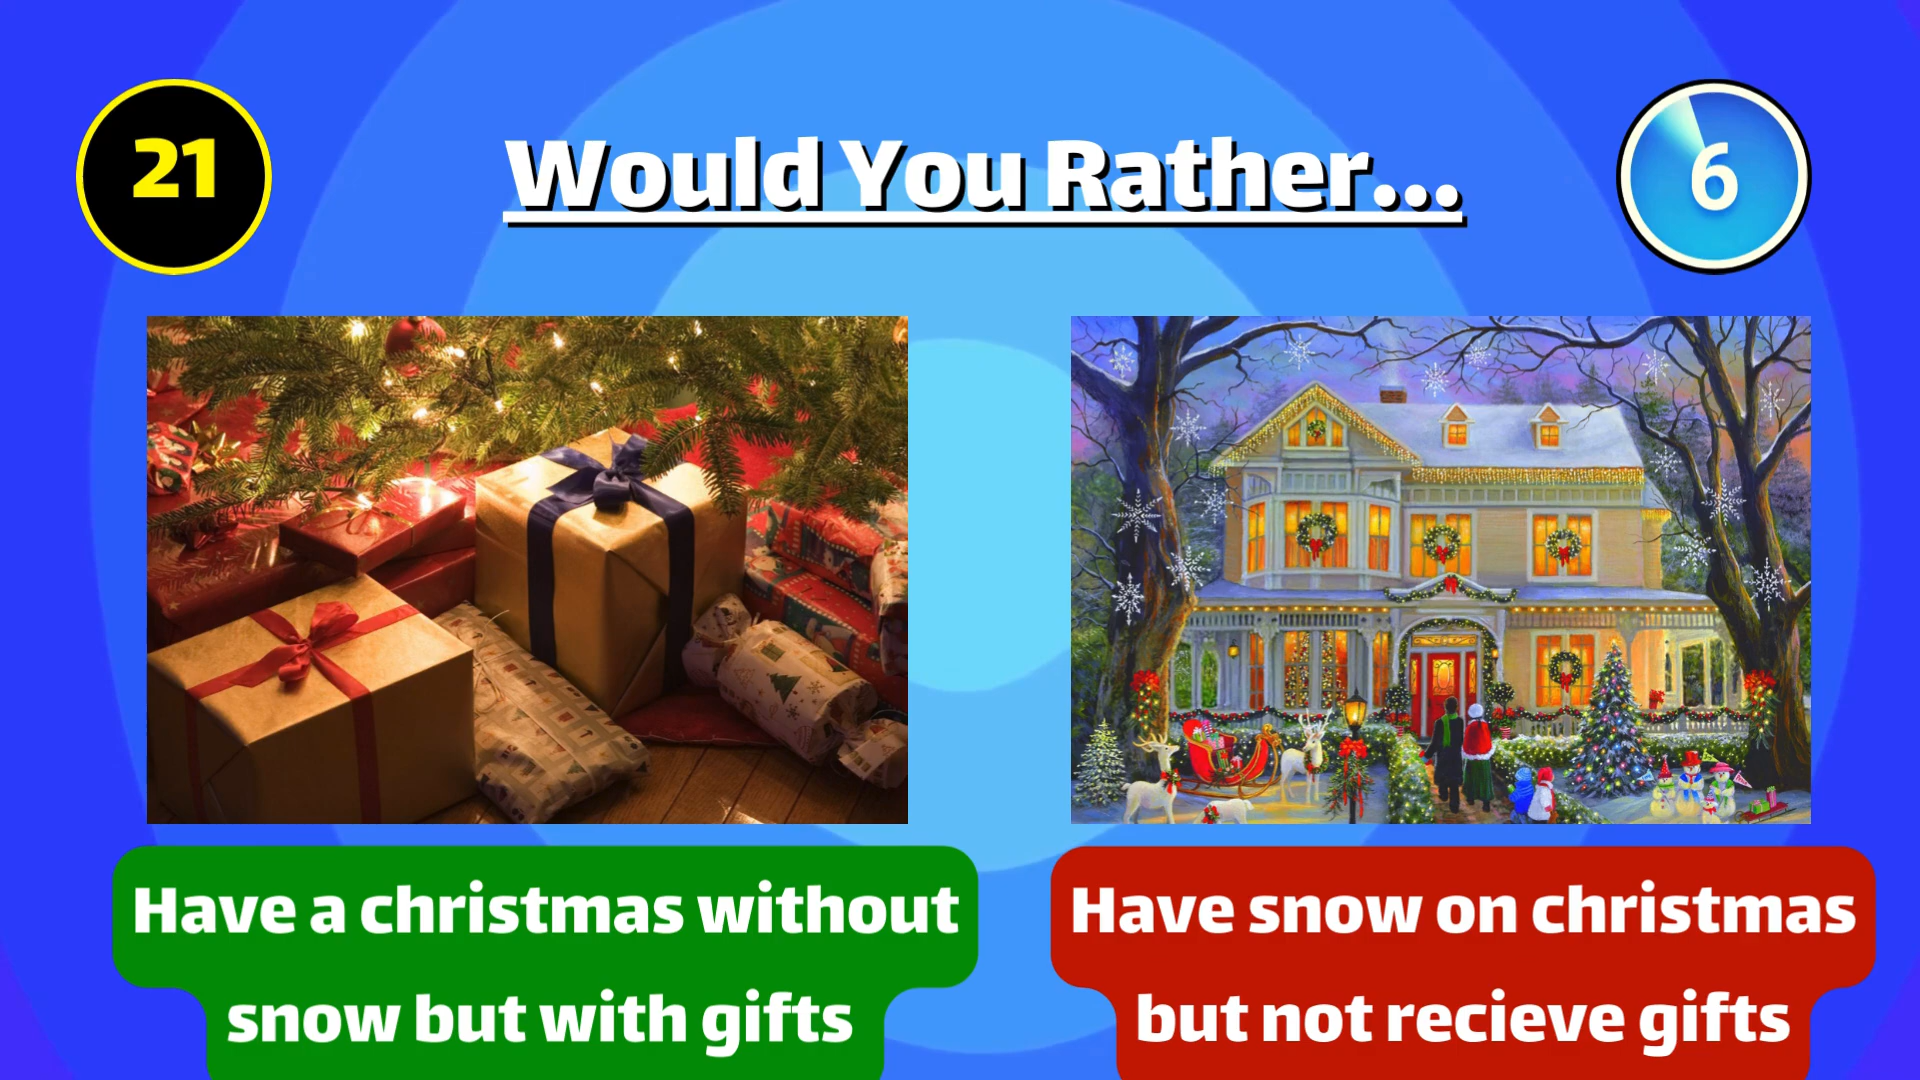 21
Would You Rather...
6
Have a christmas without
snow but with gifts
Have snow on christmas
but not recieve gifts